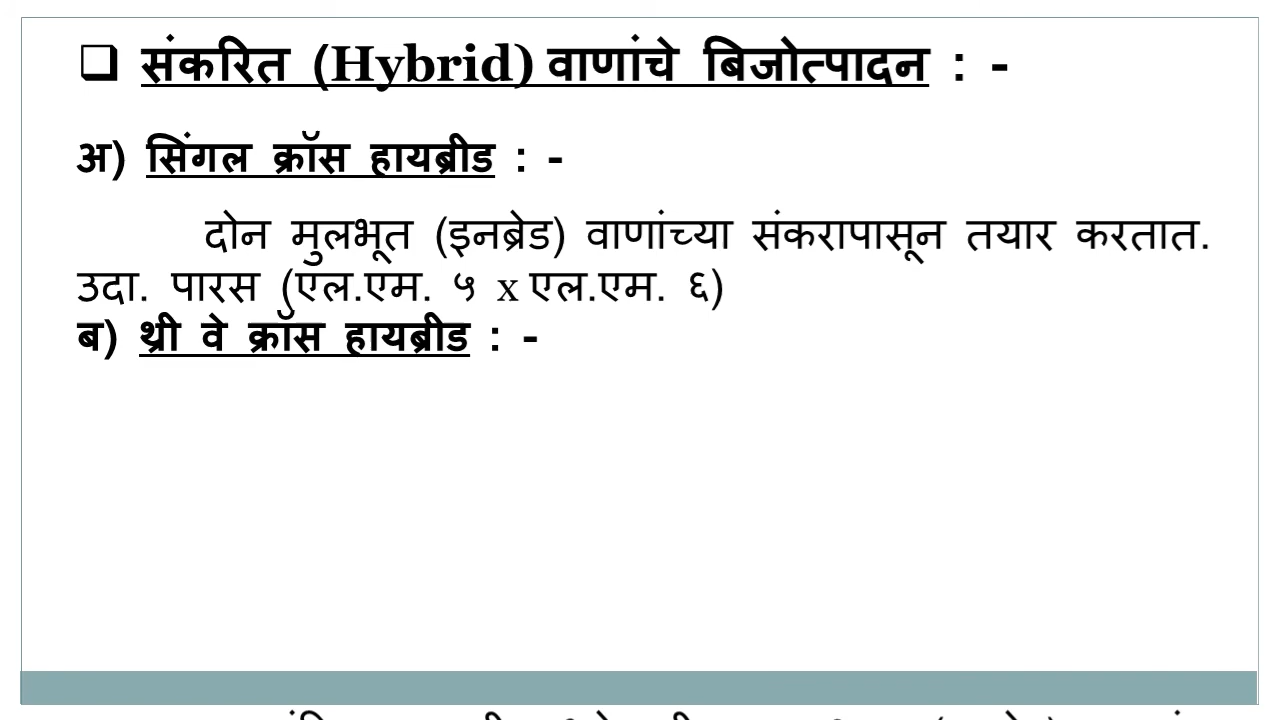 ❑ संकरित (Hybrid) वाणांचे बिजोत्पादन : -
अ) सिंगल क्रॉस हायब्रीड : -
दोन मुलभूत (इनब्रेड) वाणांच्या संकरापासून तयार करतात.
उदा. पारस (एल.एम. ५ x एल.एम. ६)
ब) थ्री वे क्रॉस हायब्रीड : -